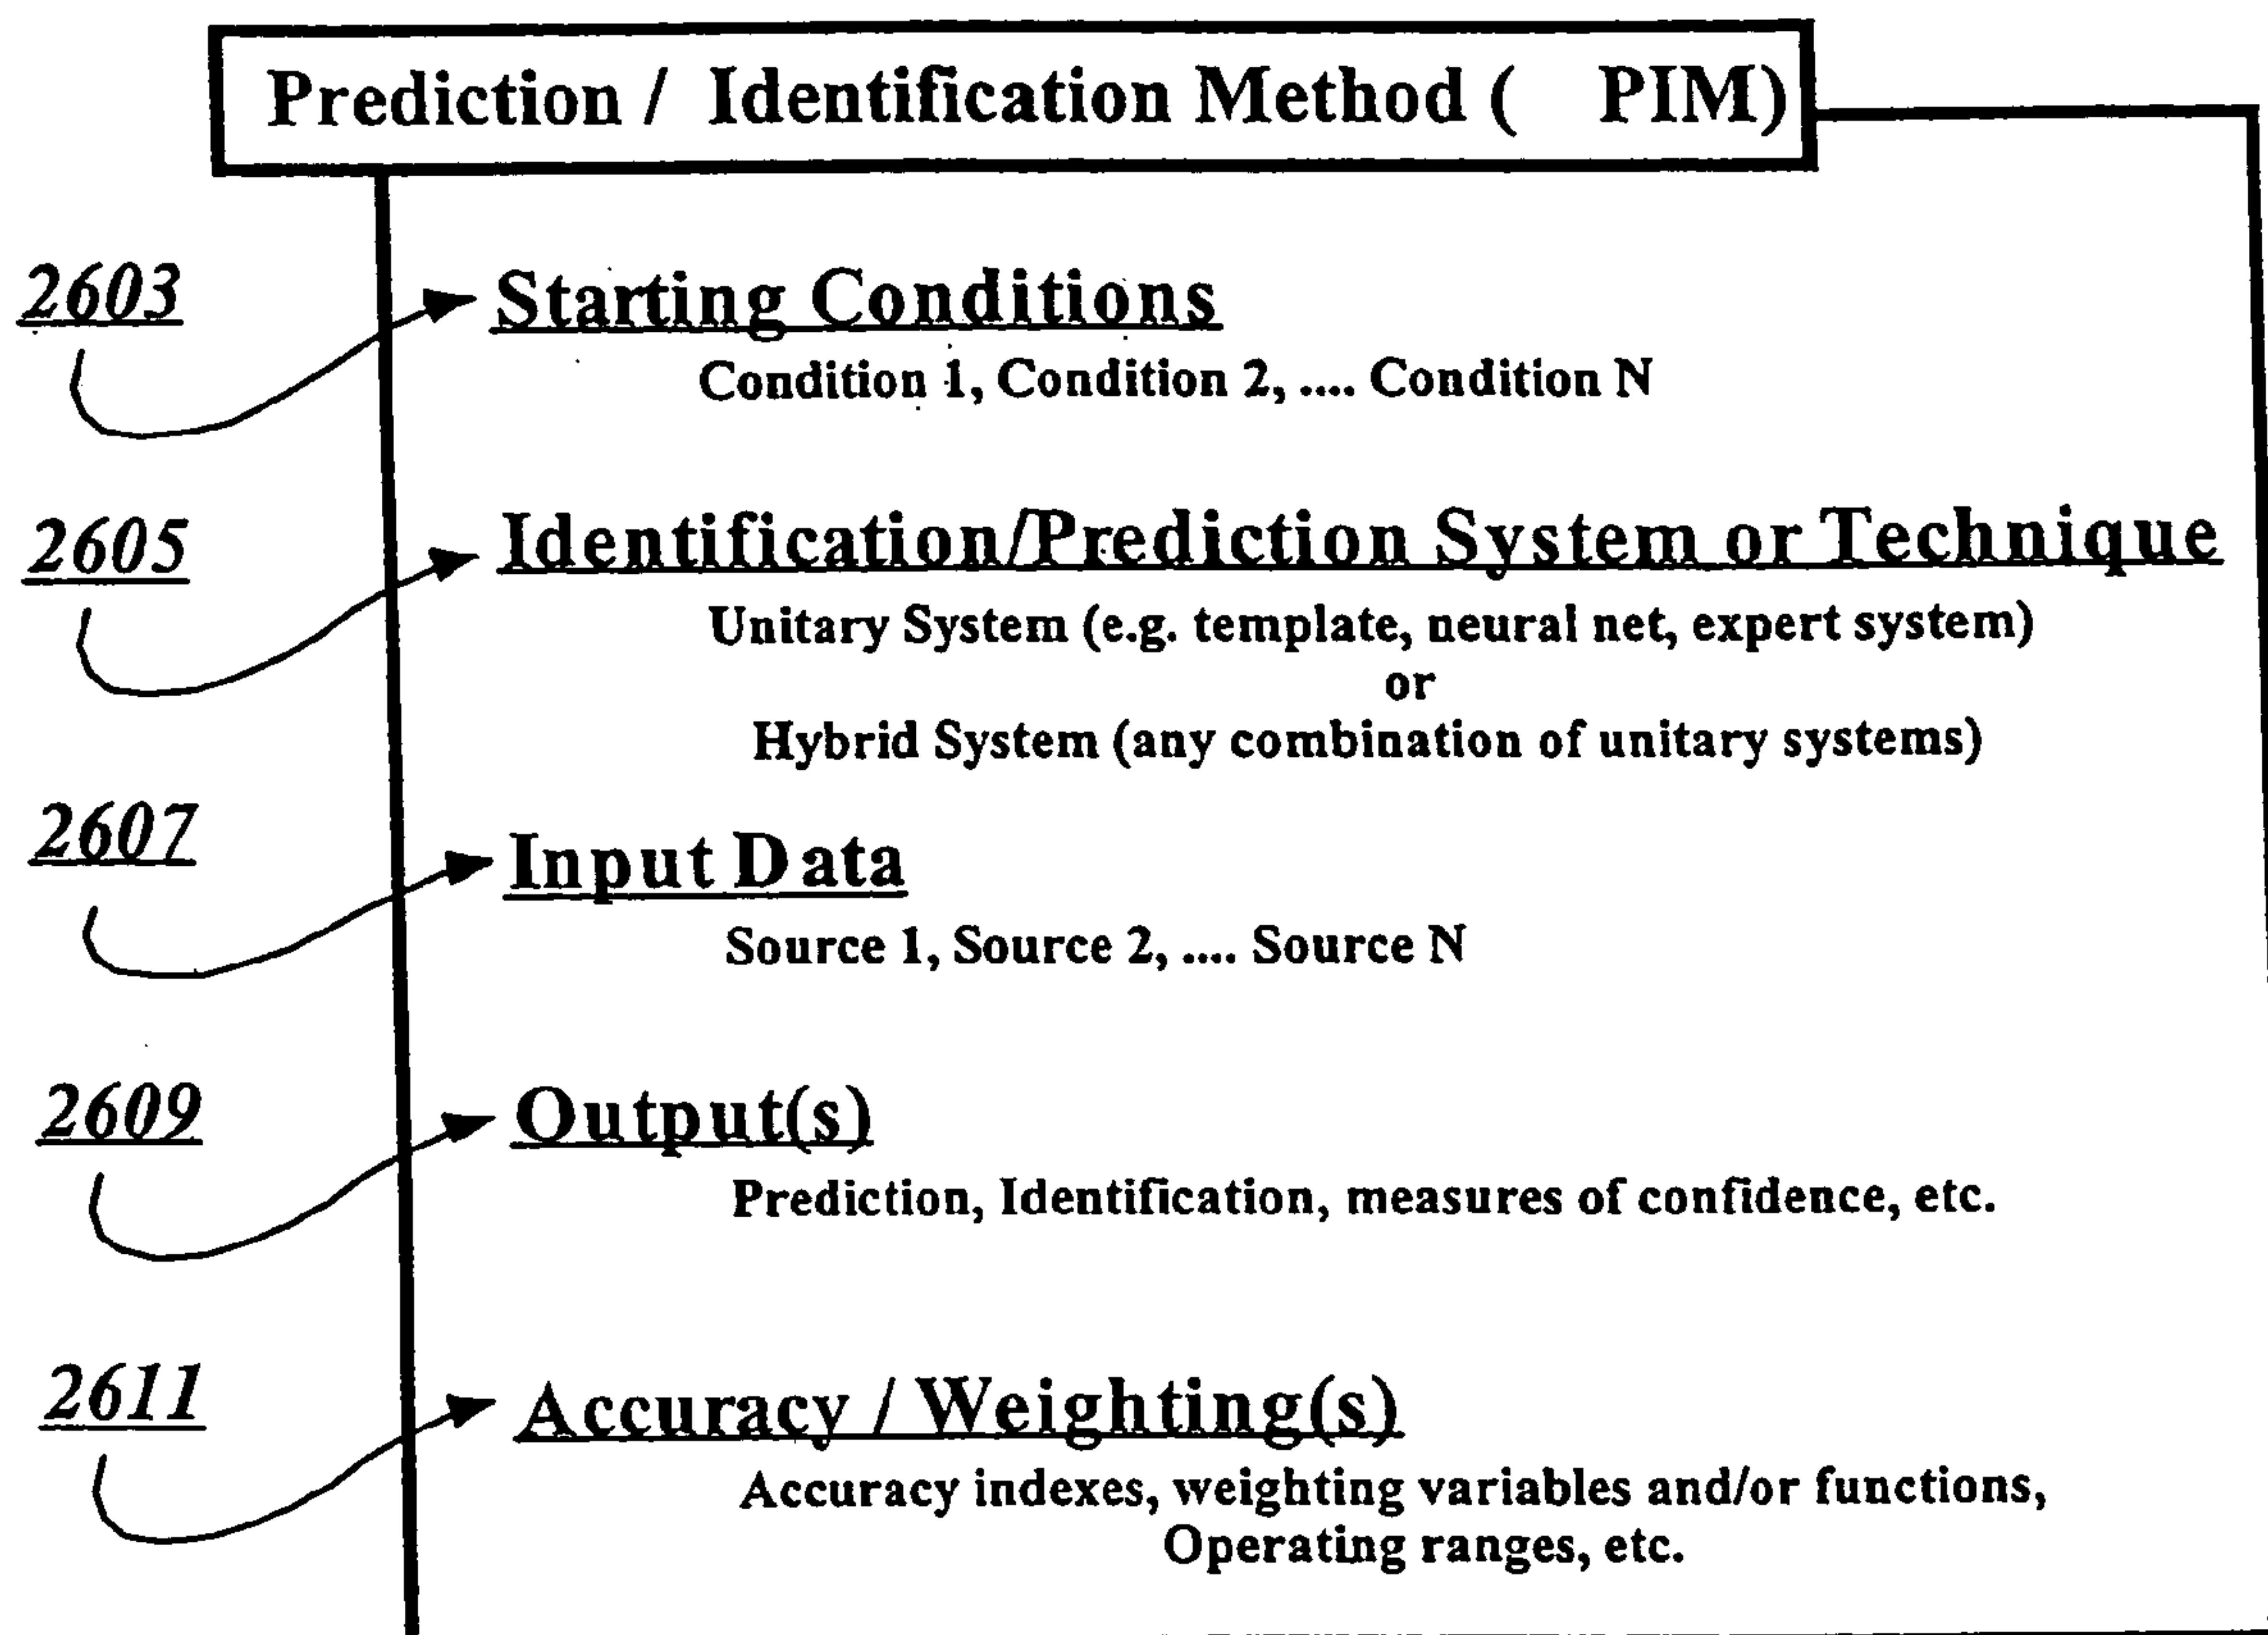 Prediction / Identification Method ( PIM)
2603
Starting Conditions
Condition 1, Condition 2, .... Condition N
2605
Identification/Prediction System or Technique
Unitary System (e.g. template, neural net, expert system)
or
Hybrid System (any combination of unitary systems)
2607
Input Data
Source 1, Source 2, .... Source N
2609
Output(s)
Prediction, Identification, measures of confidence, etc.
2611
Accuracy / Weighting(s)
Accuracy indexes, weighting variables and/or functions,
Operating ranges, etc.